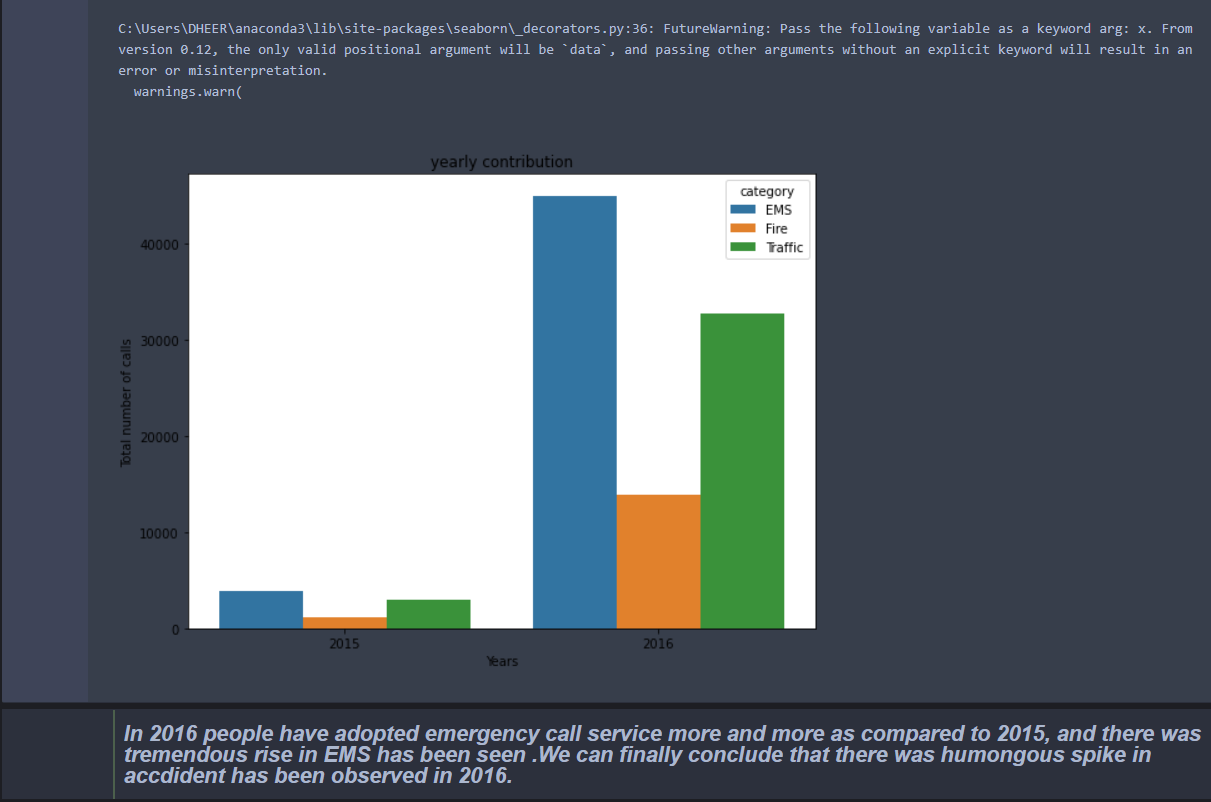 C:\Users\DHEER\anaconda3\lib\site-packages\seaborn\_decorators.py:36: FutureWarning: Pass the following variable as a keyword arg: x. From
version 0.12, the only valid positional argument will be `data`, and passing other arguments without an explicit keyword will result in an
error or misinterpretation.
warnings.warn(
yearly contribution
category
EMS
Fire
Traffic
40000
30000
20000
10000
0
Total number of calls
2015
2016
Years
In 2016 people have adopted emergency call service more and more as compared to 2015, and there was
tremendous rise in EMS has been seen .We can finally conclude that there was humongous spike in
accdident has been observed in 2016.